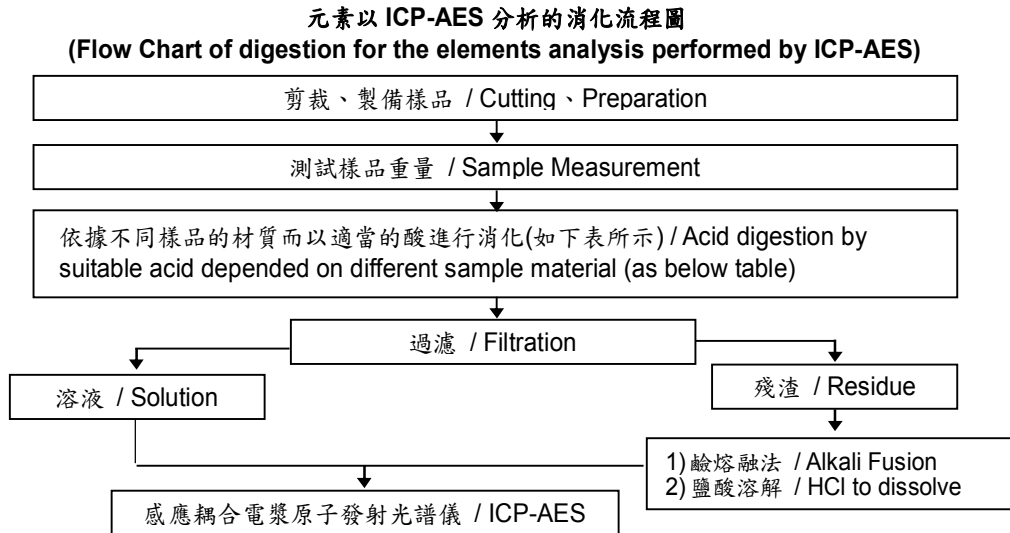 元素以 ICP-AES 分析的消化流程圖
(Flow Chart of digestion for the elements analysis performed by ICP-AES)
剪裁、製備樣品 / Cutting、Preparation
測試樣品重量 / Sample Measurement
依據不同樣品的材質而以適當的酸進行消化(如下表所示) / Acid digestion by
suitable acid depended on different sample material (as below table)
過濾 / Filtration
溶液 / Solution
殘渣 / Residue
1) 鹼熔融法 / Alkali Fusion
2) 鹽酸溶解 / HCl to dissolve
感應耦合電漿原子發射光譜儀 / ICP-AES